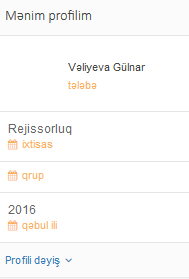 Mənim profilim
Vəliyeva Gülnar
tələbə
Rejissorluq
ixtisas
qrup
2016
qəbul ili
Profili dəyiş